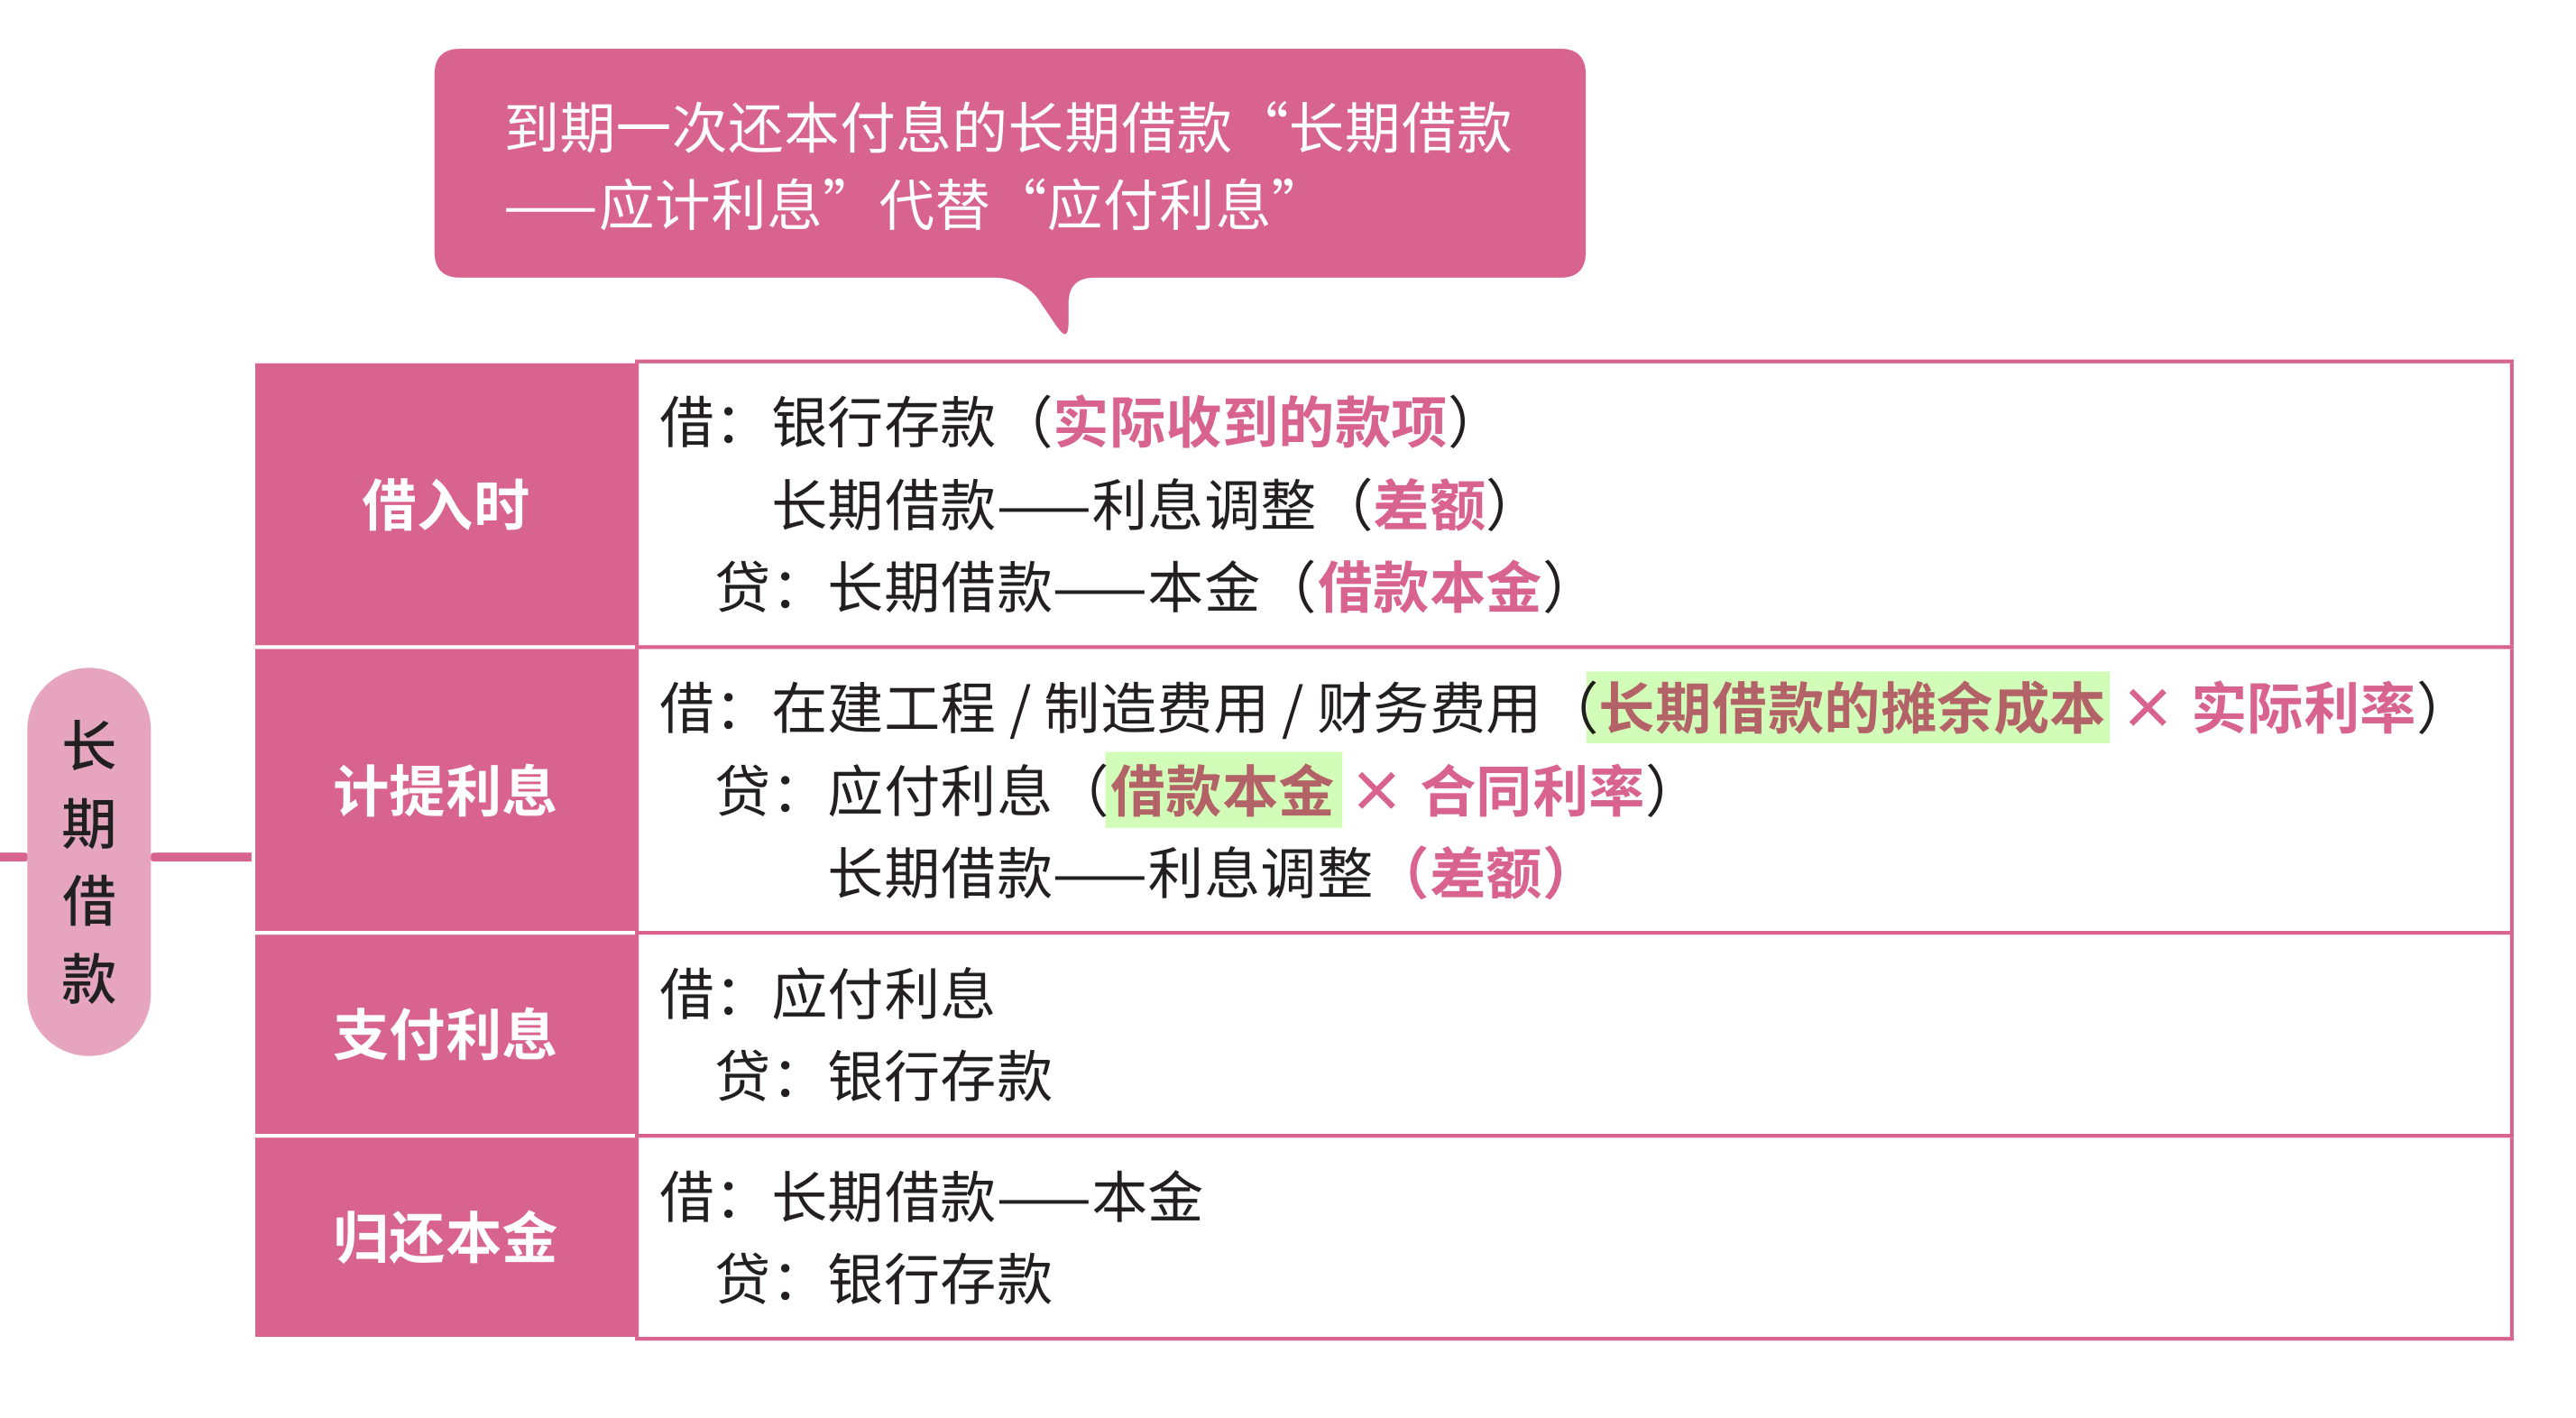 到期一次还本付息的长期借款“长期借款
——应计利息”代替“应付利息”
长期借款
借入时
借：银行存款（实际收到的款项）
长期借款——利息调整（差额）
贷：长期借款——本金（借款本金）
计提利息
借：在建工程 / 制造费用 / 财务费用（长期借款的摊余成本 × 实际利率）
贷：应付利息（借款本金 × 合同利率）
长期借款——利息调整（差额）
支付利息
借：应付利息
贷：银行存款
归还本金
借：长期借款——本金
贷：银行存款